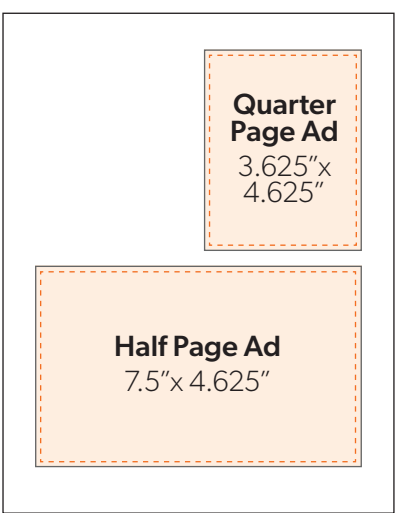 Quarter
Page Ad
3.625”x
4.625”
Half Page Ad
7.5”x 4.625”